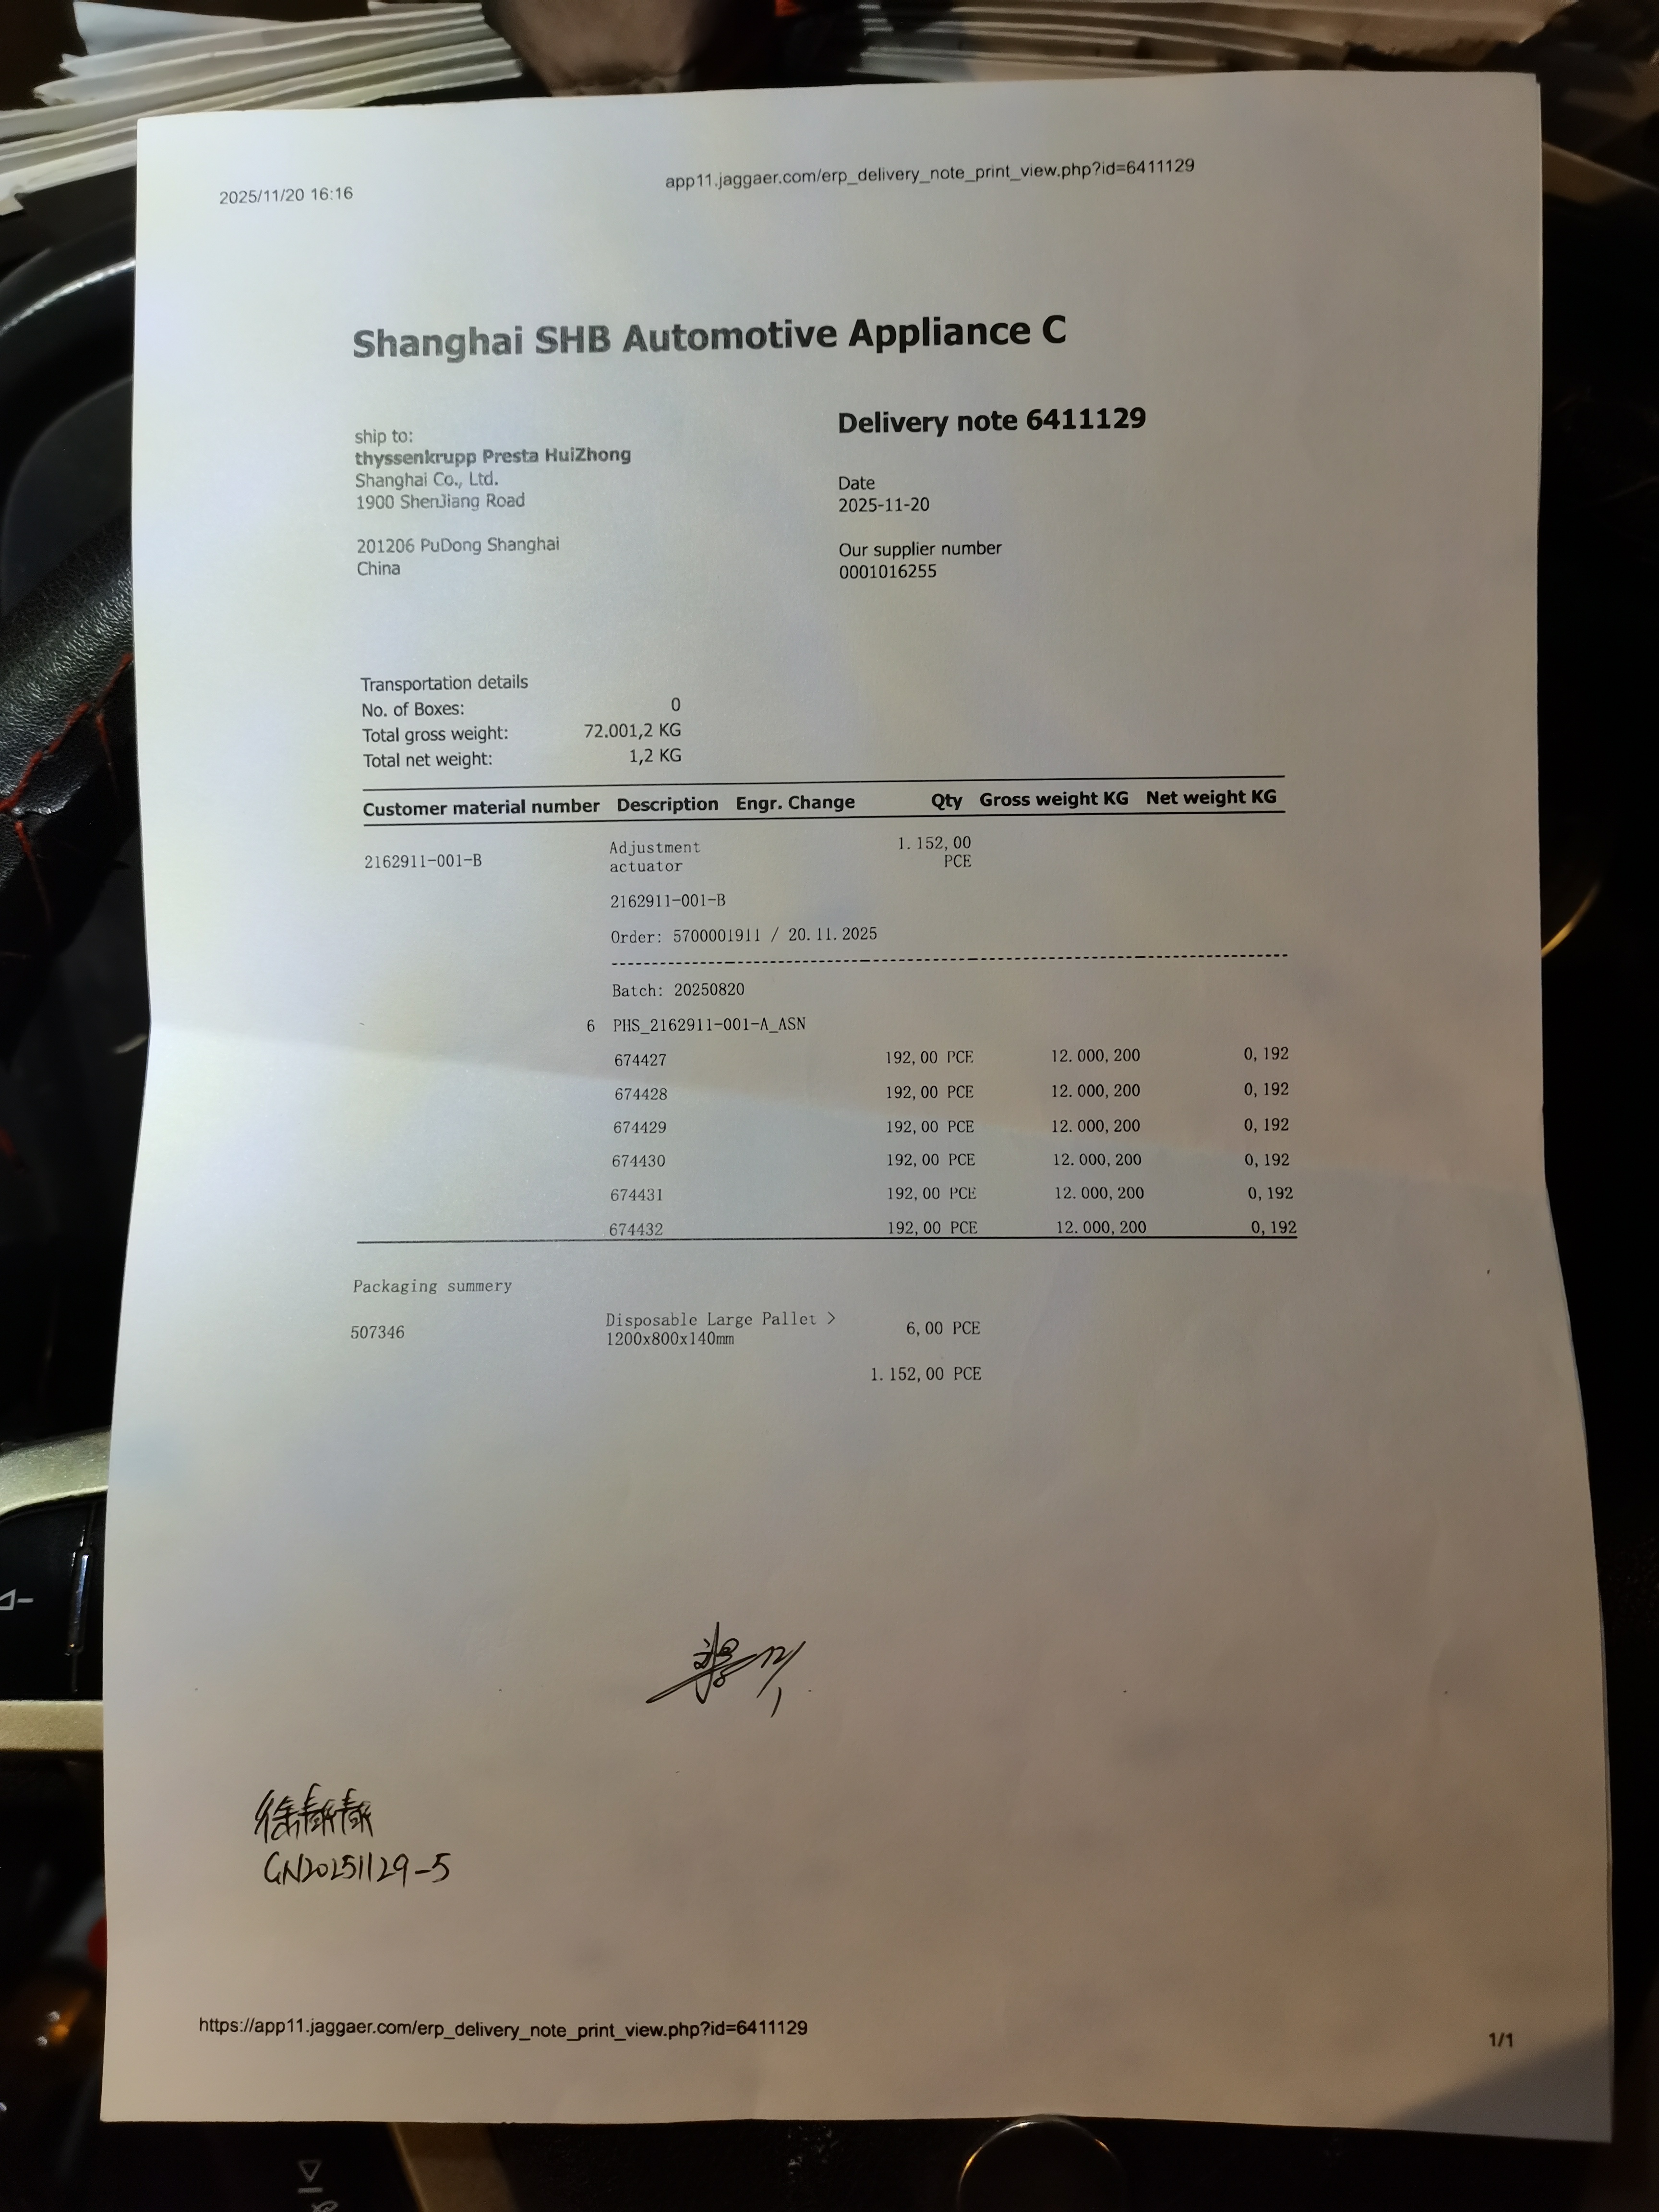 2025/11/20 16:16
app11.jaggaer.com/erp_delivery_note_print_view.php?id=6411129
Shanghai SHB Automotive Appliance C
ship to:
thyssenkrupp Presta HuiZhong
Shanghai Co., Ltd.
1900 ShenJiang Road
201206 PuDong Shanghai
China
Delivery note 6411129
Date
2025-11-20
Our supplier number
0001016255
Transportation details
No. of Boxes: 0
Total gross weight: 72.001,2 KG
Total net weight: 1,2 KG
Customer material number Description Engr. Change Qty Gross weight KG Net weight KG
2162911-001-B Adjustment actuator 1.152,00 PCE
2162911-001-B
Order: 5700001911 / 20.11.2025
Batch: 20250820
6 PHS_2162911-001-A_ASN
674427 192,00 PCE 12.000,200 0,192
674428 192,00 PCE 12.000,200 0,192
674429 192,00 PCE 12.000,200 0,192
674430 192,00 PCE 12.000,200 0,192
674431 192,00 PCE 12.000,200 0,192
674432 192,00 PCE 12.000,200 0,192
Packaging summery
507346 Disposable Large Pallet > 1200x800x140mm 6,00 PCE
1.152,00 PCE
12/1
徐静静
GN20251129-5
https://app11.jaggaer.com/erp_delivery_note_print_view.php?id=6411129
1/1